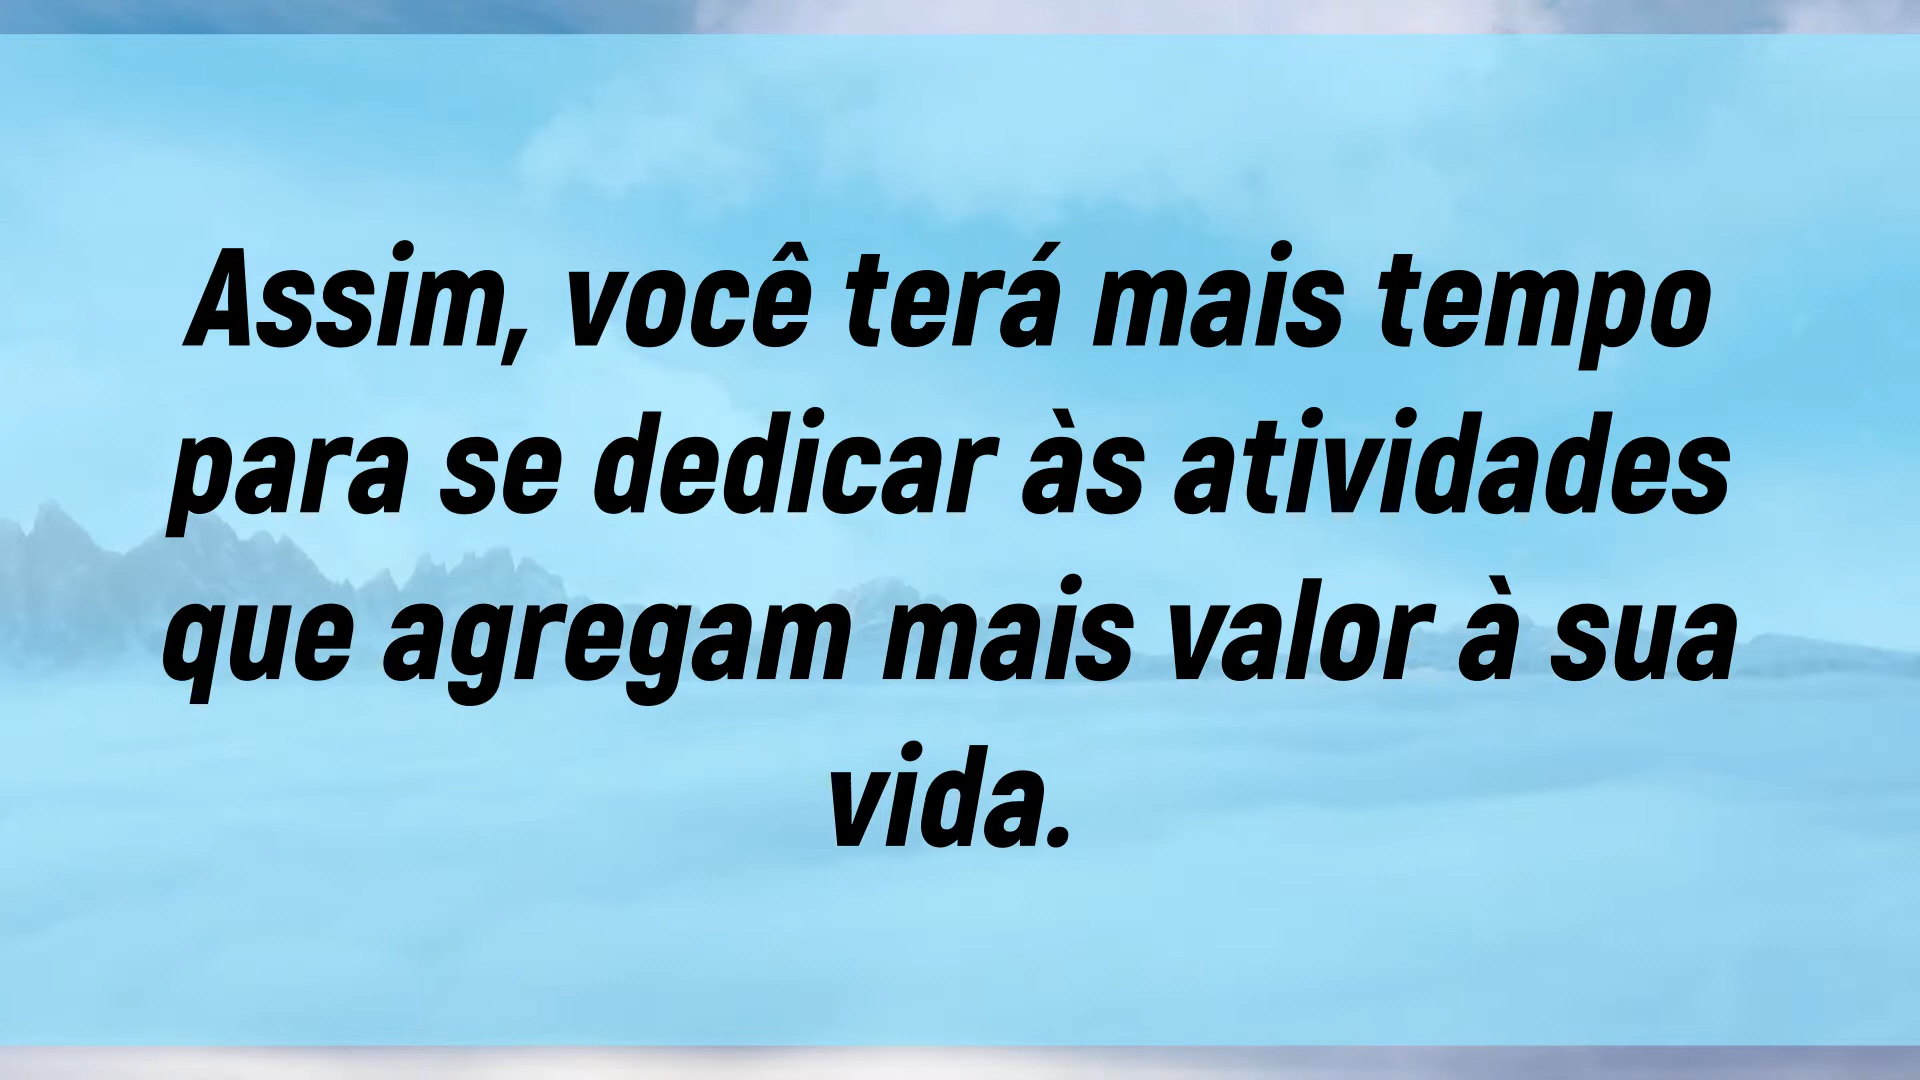 Assim, você terá mais tempo
para se dedicar às atividades
que agregam mais valor à sua
vida.